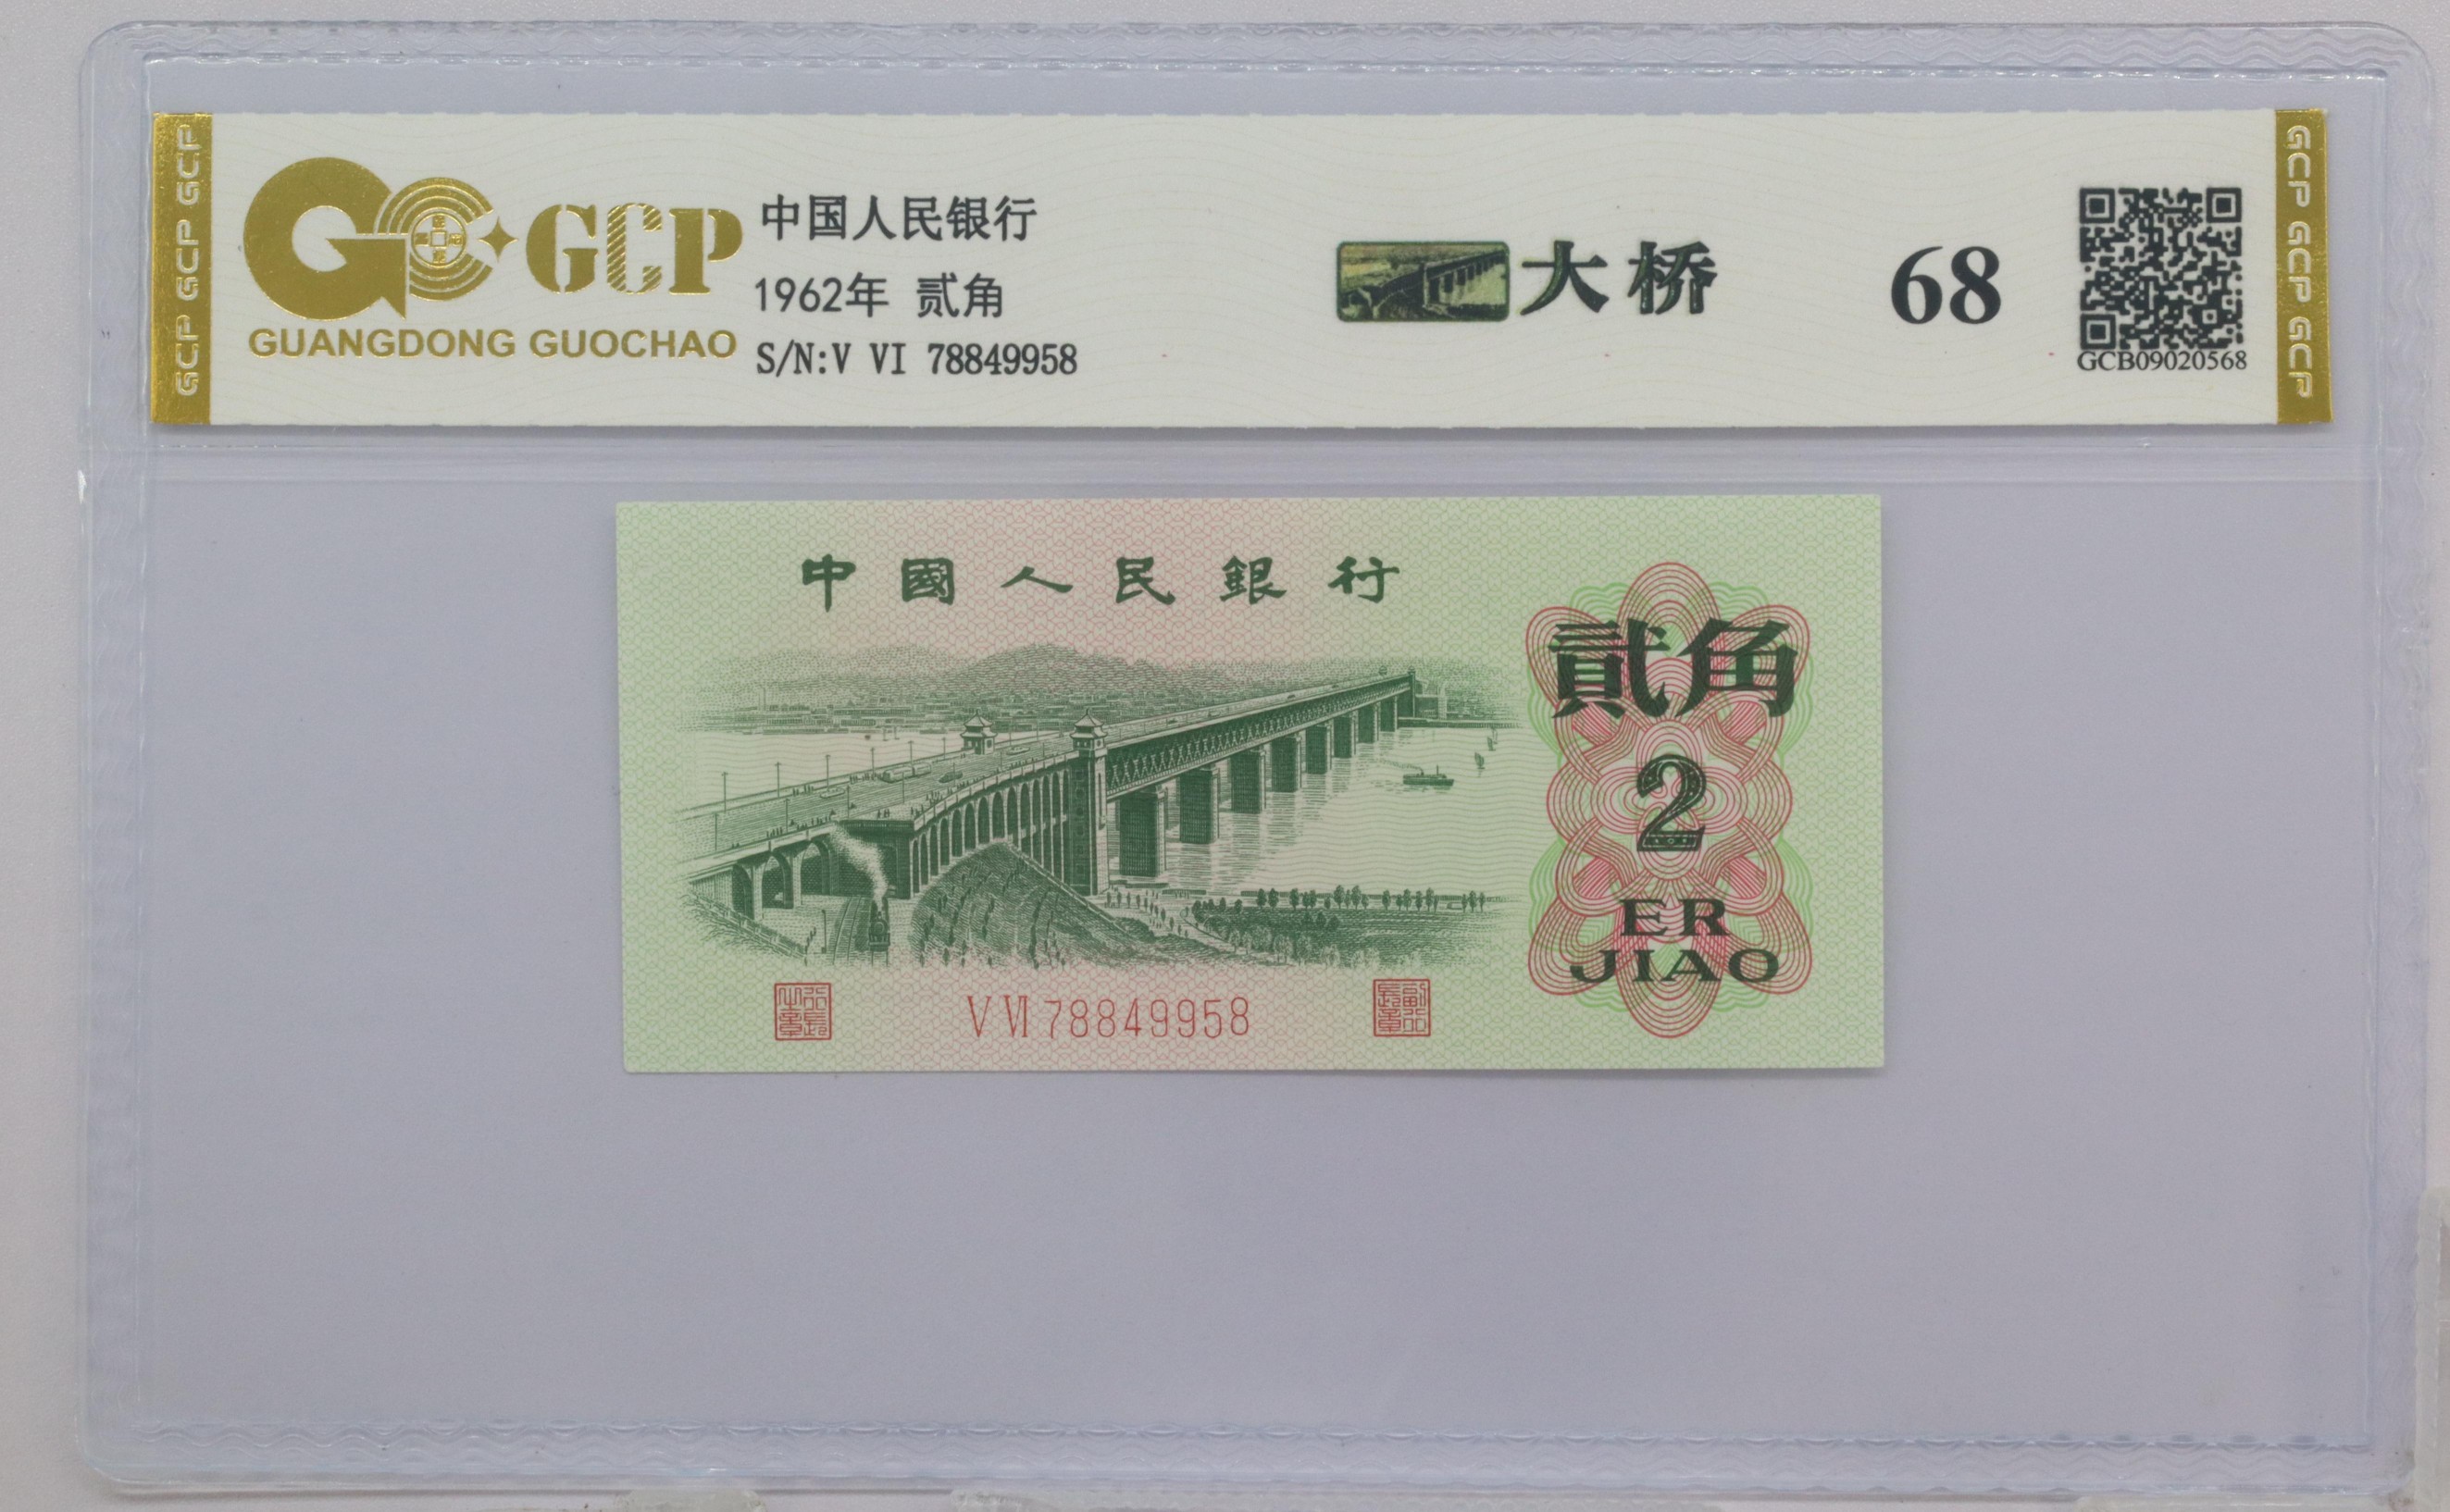 GCP GCP GCP
GCP
GUANGDONG GUOCHAO
中国人民银行
1962年 贰角
S/N:V VI 78849958
大桥
68
GCB09020568
GCP GCP GCP
中國人民銀行
貳角
2
ER
JIAO
V VI 78849958